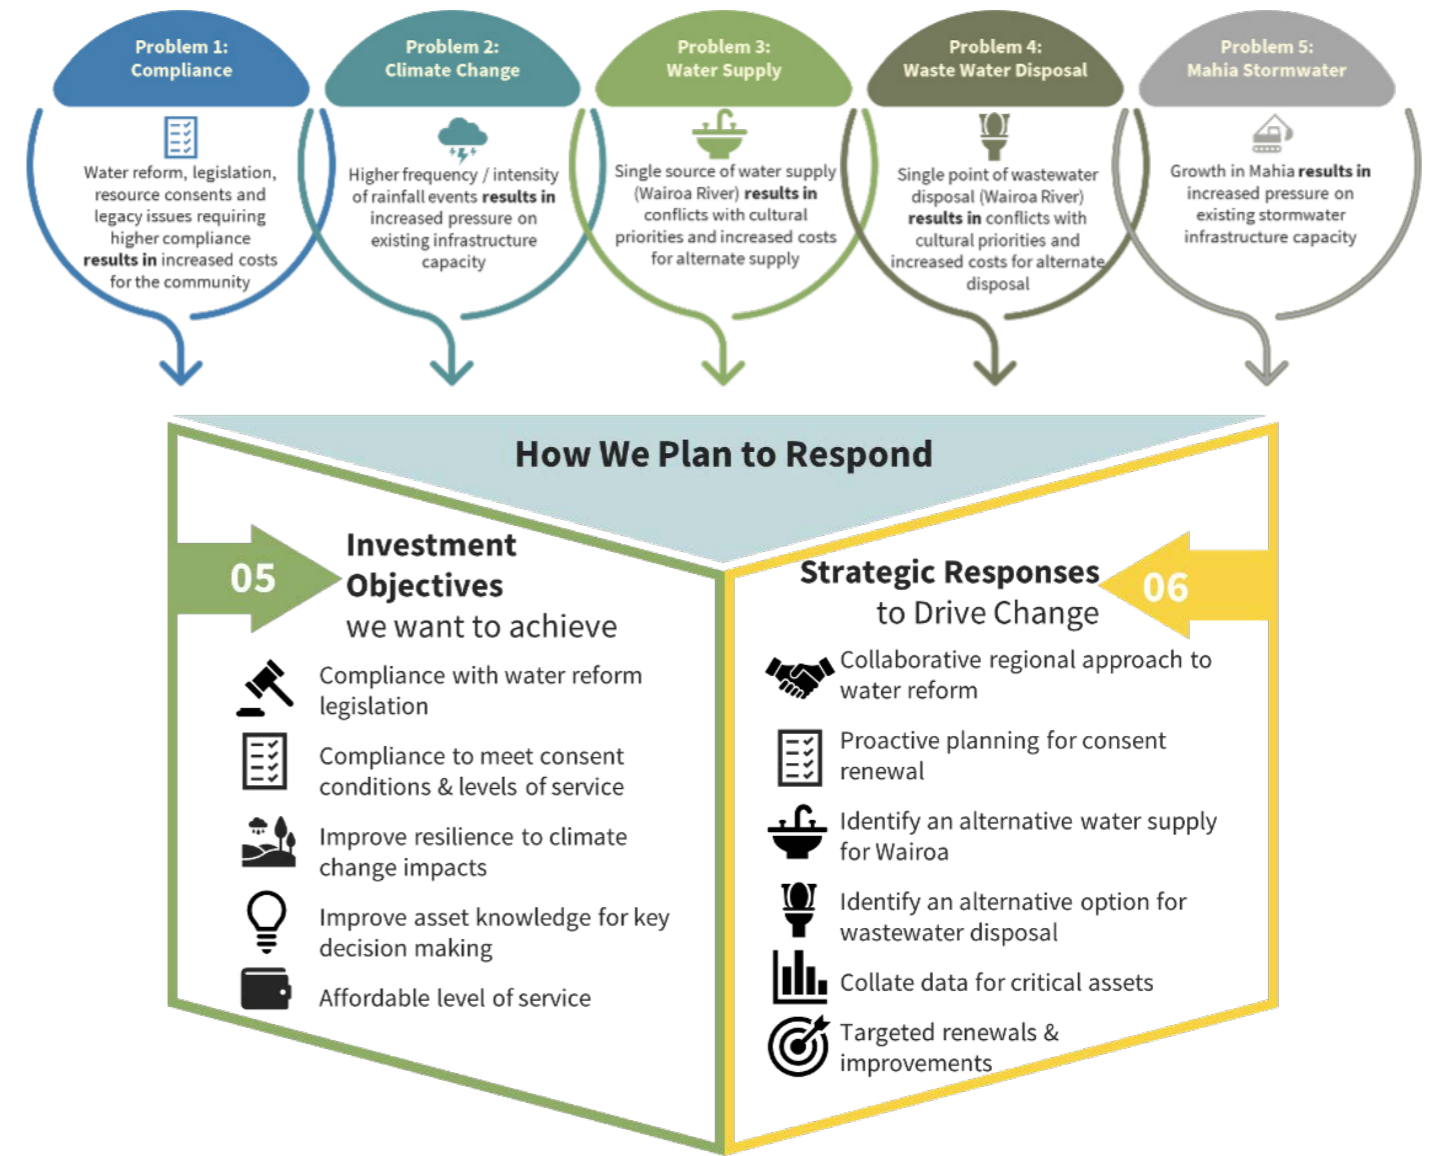 Problem 1:
Compliance
Water reform, legislation,
resource consents and
legacy issues requiring
higher compliance
results in increased costs
for the community
Problem 2:
Climate Change
Higher frequency / intensity
of rainfall events results in
increased pressure on
existing infrastructure
capacity
Problem 3:
Water Supply
Single source of water supply
(Wairoa River) results in
conflicts with cultural
priorities and increased costs
for alternate supply
Problem 4:
Waste Water Disposal
Single point of wastewater
disposal (Wairoa River)
results in conflicts with
cultural priorities and
increased costs for alternate
disposal
Problem 5:
Mahia Stormwater
Growth in Mahia results in
increased pressure on
existing stormwater
infrastructure capacity
How We Plan to Respond
05
Investment
Objectives
we want to achieve
Compliance with water reform
legislation
Compliance to meet consent
conditions & levels of service
Improve resilience to climate
change impacts
Improve asset knowledge for key
decision making
Affordable level of service
Strategic Responses
to Drive Change
06
Collaborative regional approach to
water reform
Proactive planning for consent
renewal
Identify an alternative water supply
for Wairoa
Identify an alternative option for
wastewater disposal
Collate data for critical assets
Targeted renewals &
improvements